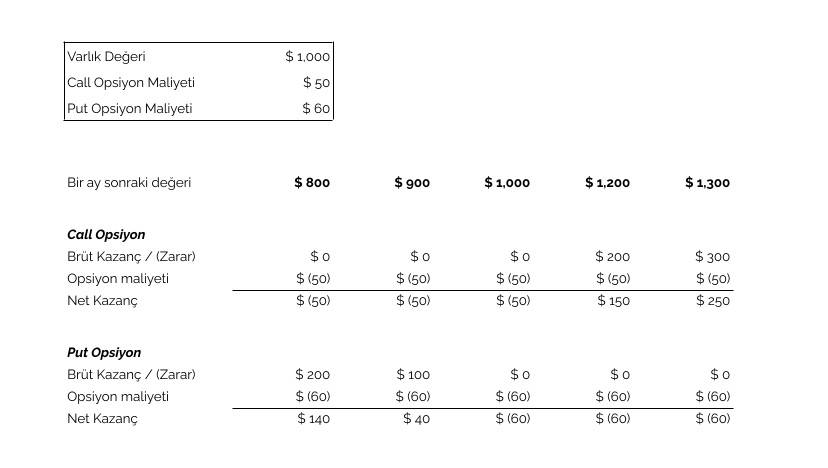 Varlık Değeri $ 1,000
Call Opsiyon Maliyeti $ 50
Put Opsiyon Maliyeti $ 60
Bir ay sonraki değeri $ 800 $ 900 $ 1,000 $ 1,200 $ 1,300
Call Opsiyon
Brüt Kazanç / (Zarar) $ 0 $ 0 $ 0 $ 200 $ 300
Opsiyon maliyeti $ (50) $ (50) $ (50) $ (50) $ (50)
Net Kazanç $ (50) $ (50) $ (50) $ 150 $ 250
Put Opsiyon
Brüt Kazanç / (Zarar) $ 200 $ 100 $ 0 $ 0 $ 0
Opsiyon maliyeti $ (60) $ (60) $ (60) $ (60) $ (60)
Net Kazanç $ 140 $ 40 $ (60) $ (60) $ (60)